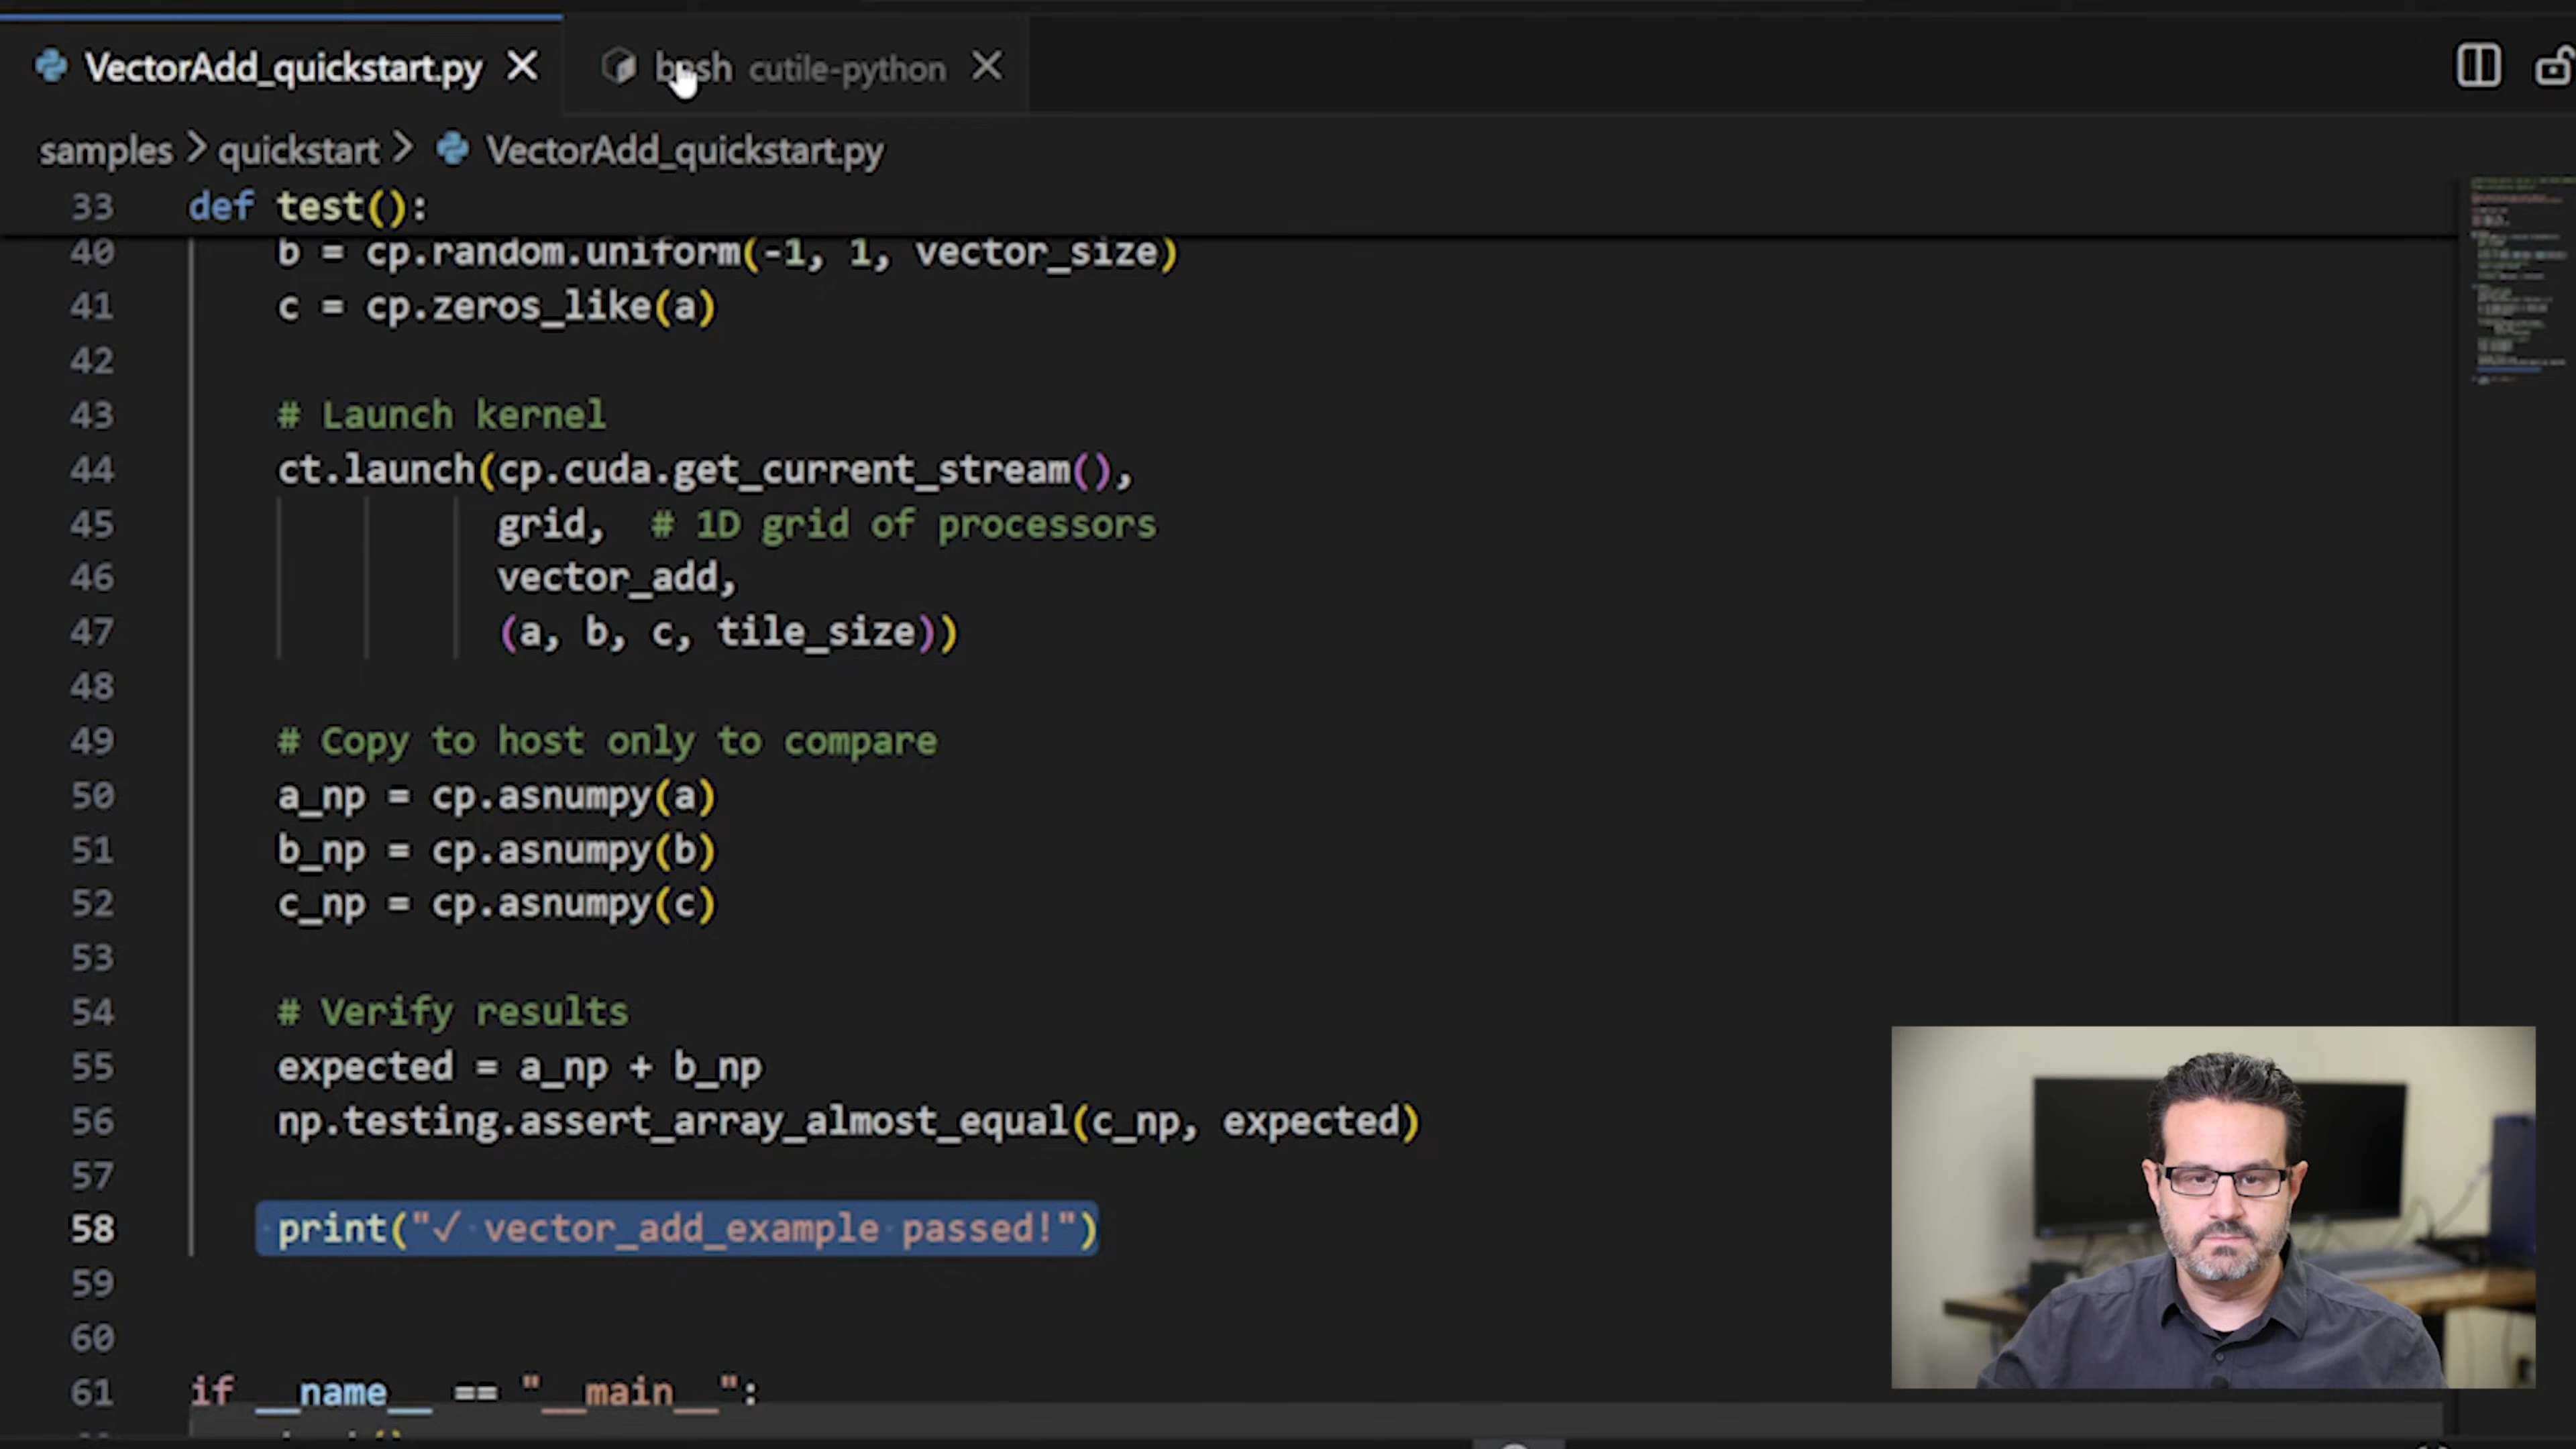 VectorAdd_quickstart.py
bash cutile-python
samples > quickstart > VectorAdd_quickstart.py
33 def test():
40 b = cp.random.uniform(-1, 1, vector_size)
41 c = cp.zeros_like(a)
42
43 # Launch kernel
44 ct.launch(cp.cuda.get_current_stream(),
45 grid, # 1D grid of processors
46 vector_add,
47 (a, b, c, tile_size))
48
49 # Copy to host only to compare
50 a_np = cp.asnumpy(a)
51 b_np = cp.asnumpy(b)
52 c_np = cp.asnumpy(c)
53
54 # Verify results
55 expected = a_np + b_np
56 np.testing.assert_array_almost_equal(c_np, expected)
57
58 print("✓ vector_add_example passed!")
59
60
61 if __name__ == "__main__":